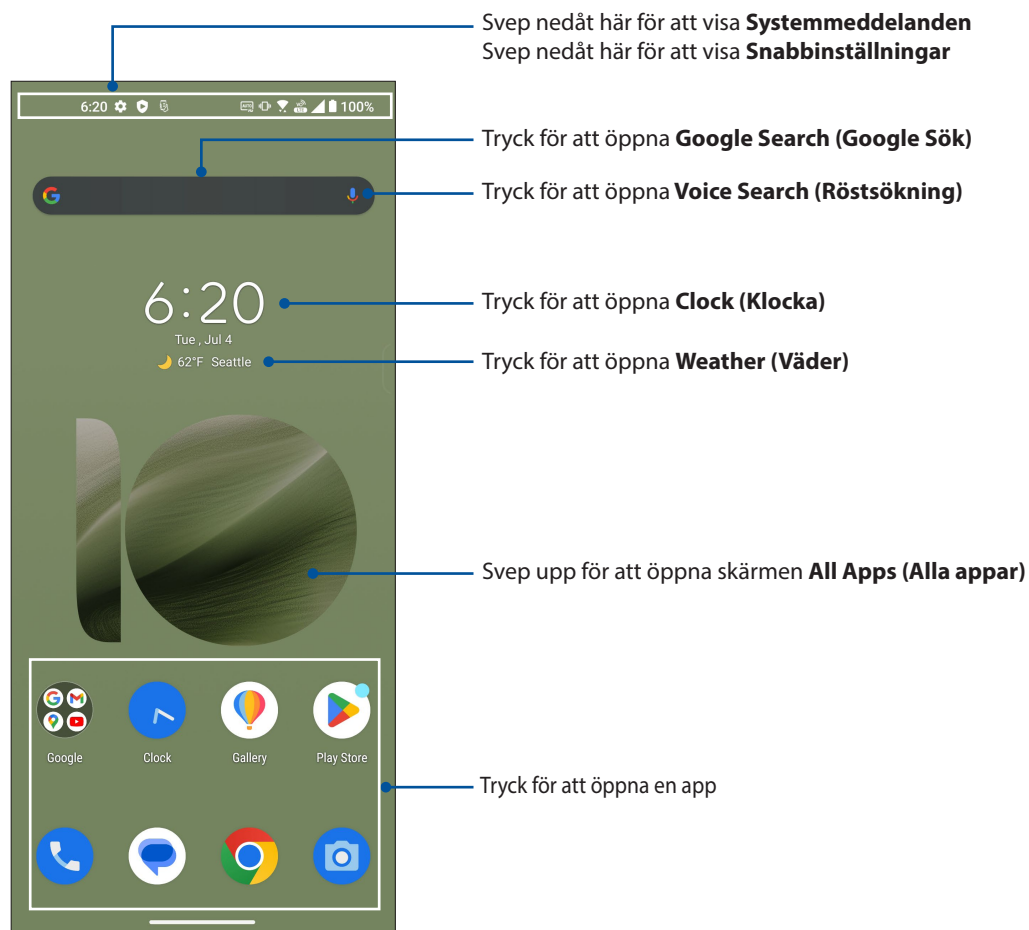 Svep nedåt här för att visa Systemmeddelanden
Svep nedåt här för att visa Snabbinställningar
6:20 100%
Tryck för att öppna Google Search (Google Sök)
Tryck för att öppna Voice Search (Röstsökning)
6:20
Tryck för att öppna Clock (Klocka)
Tue , Jul 4
62°F Seattle
Tryck för att öppna Weather (Väder)
10
Svep upp för att öppna skärmen All Apps (Alla appar)
Google Clock Gallery Play Store
Tryck för att öppna en app